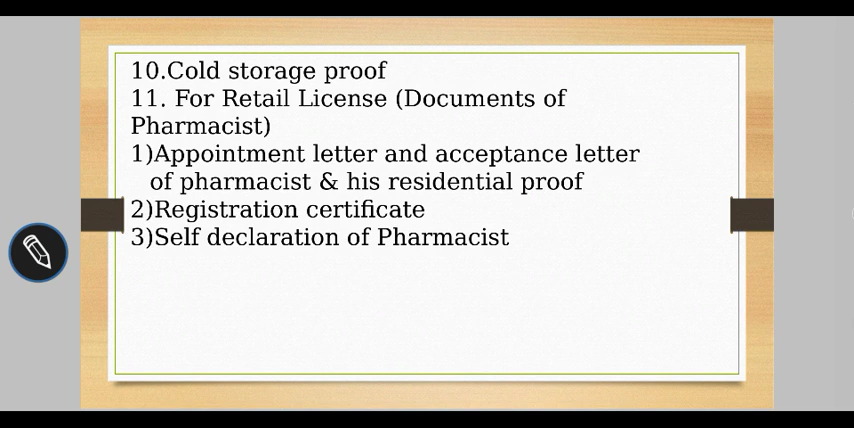 10.Cold storage proof
11. For Retail License (Documents of
Pharmacist)
1)Appointment letter and acceptance letter
of pharmacist & his residential proof
2)Registration certificate
3)Self declaration of Pharmacist